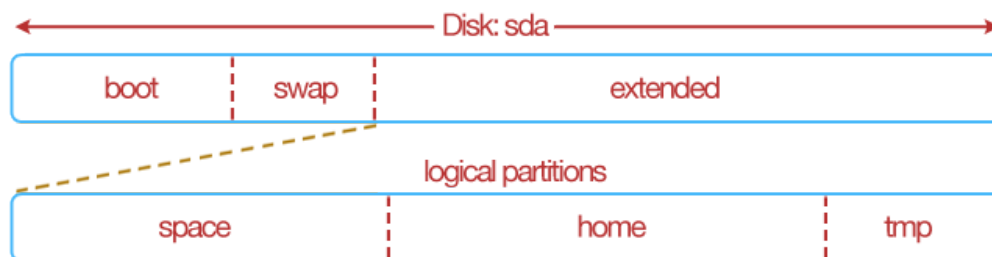 Disk: sda
boot swap extended
logical partitions
space home tmp